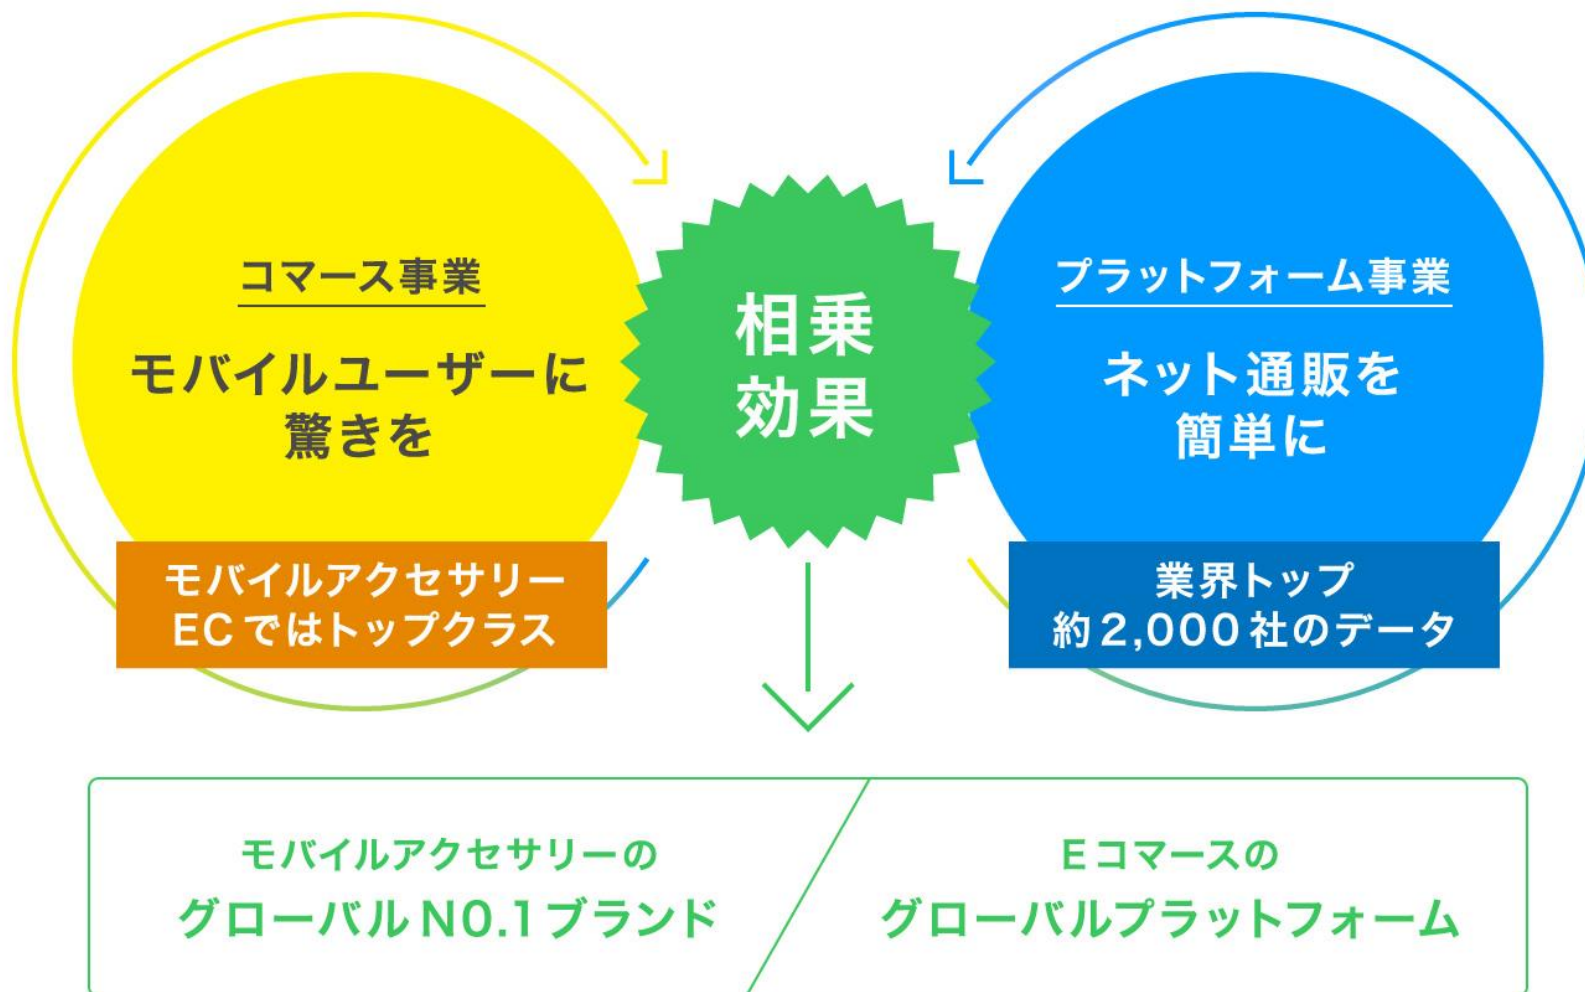 コマース事業
モバイルユーザーに
驚きを
モバイルアクセサリー
ECではトップクラス
相乗
効果
プラットフォーム事業
ネット通販を
簡単に
業界トップ
約2,000社のデータ
モバイルアクセサリーの
グローバルN0.1ブランド
Eコマースの
グローバルプラットフォーム